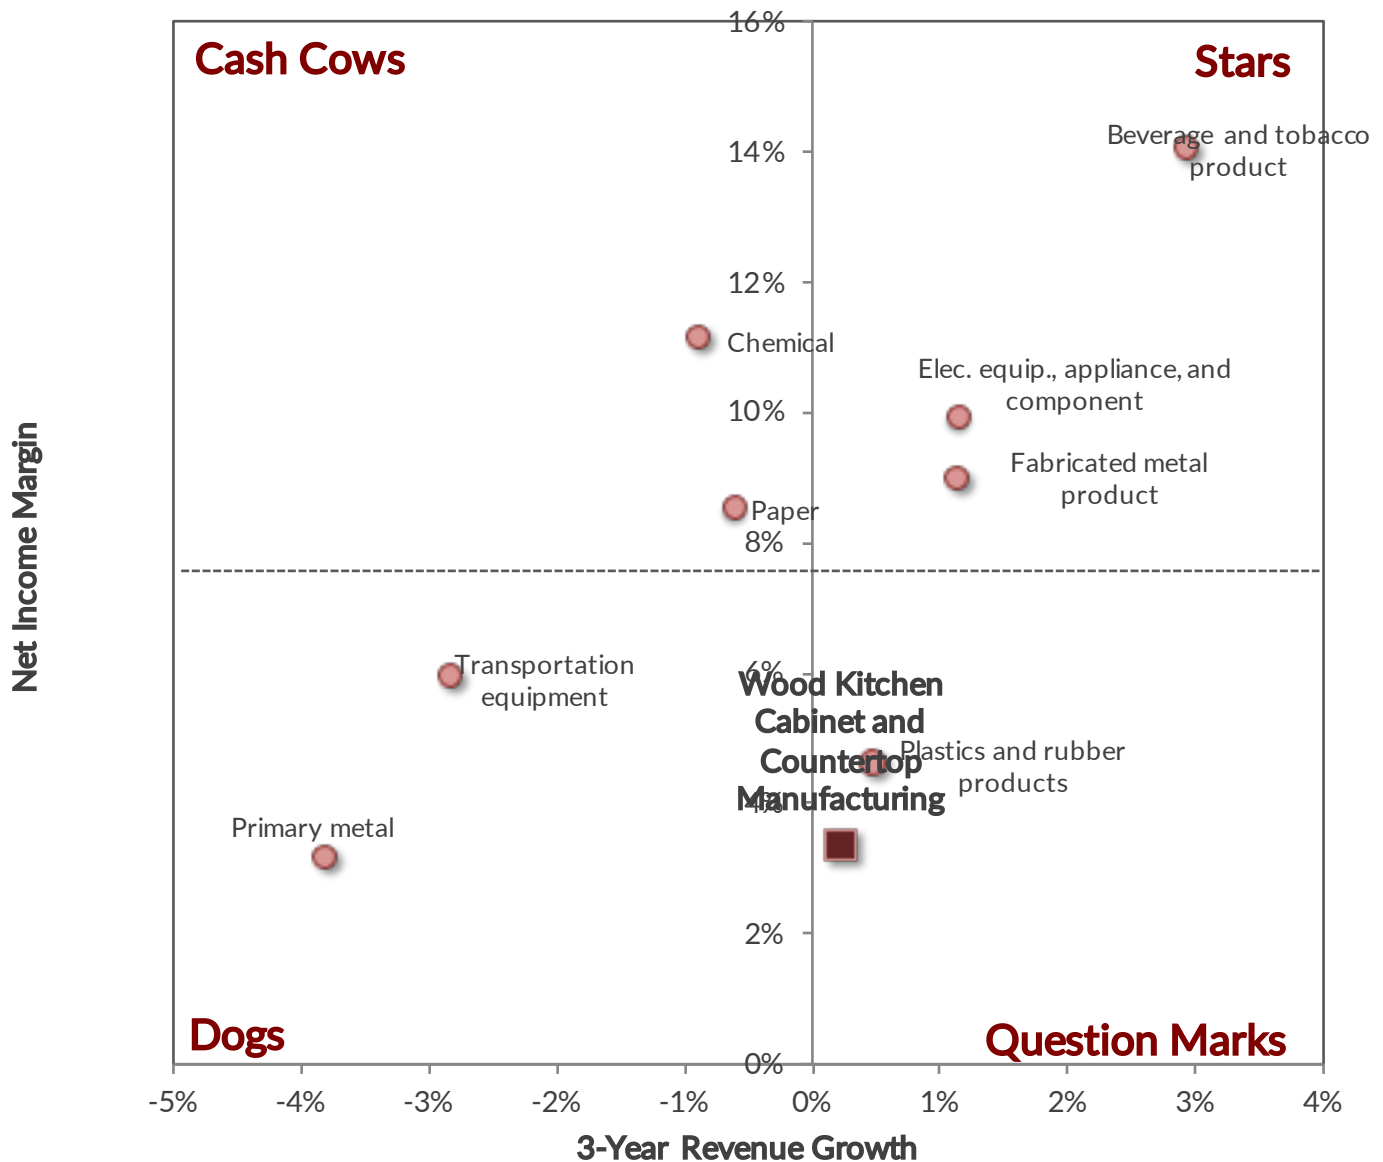 16%
Cash Cows
Stars
Beverage and tobacco
product
14%
12%
Chemical
Elec. equip., appliance, and
component
10%
Fabricated metal
product
Paper
8%
Net Income Margin
Transportation
equipment
6%
Wood Kitchen
Cabinet and
Countertop
Manufacturing
Plastics and rubber
products
4%
Primary metal
2%
Dogs
Question Marks
0%
-5% -4% -3% -2% -1% 0% 1% 2% 3% 4%
3-Year Revenue Growth